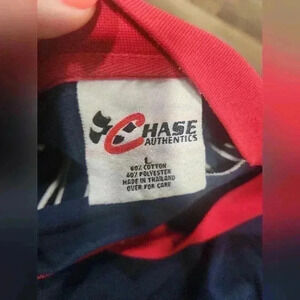 CHASE
AUTHENTICS
L
60% COTTON
40% POLYESTER
MADE IN THAILAND
OVER FOR CARE